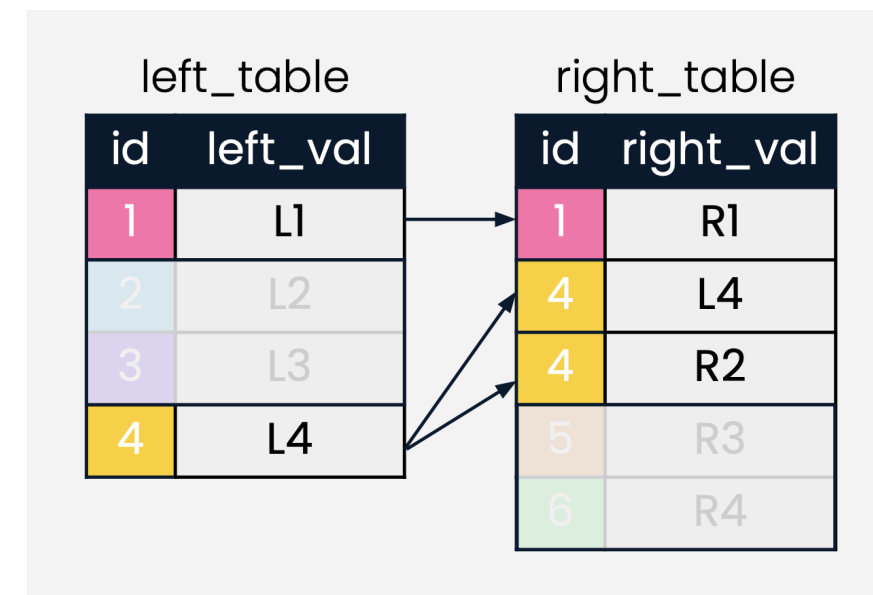 left_table
id left_val
1 L1
2 L2
3 L3
4 L4
right_table
id right_val
1 R1
4 L4
4 R2
5 R3
6 R4